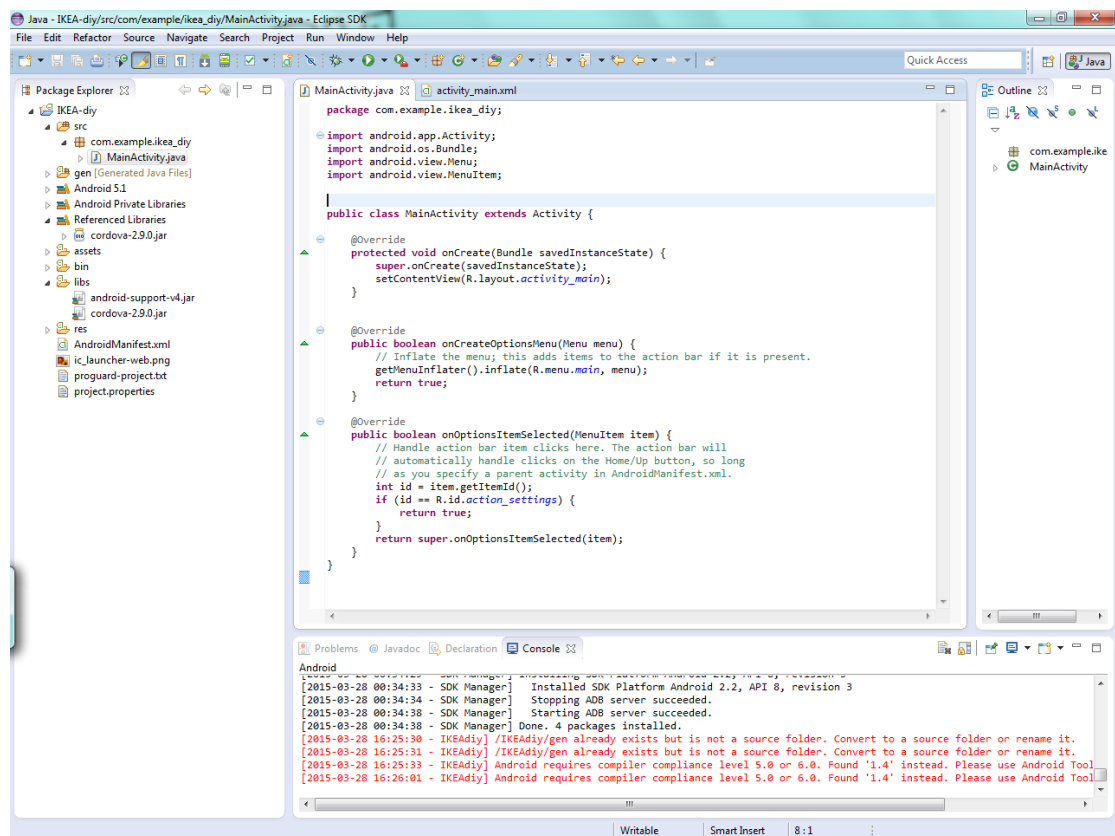 Java - IKEA-diy/src/com/example/ikea_diy/MainActivity.java - Eclipse SDK
File Edit Refactor Source Navigate Search Project Run Window Help
Quick Access
Java
Package Explorer
IKEA-diy
src
com.example.ikea_diy
MainActivity.java
gen [Generated Java Files]
Android 5.1
Android Private Libraries
Referenced Libraries
cordova-2.9.0.jar
assets
bin
libs
android-support-v4.jar
cordova-2.9.0.jar
res
AndroidManifest.xml
ic_launcher-web.png
proguard-project.txt
project.properties
MainActivity.java activity_main.xml
package com.example.ikea_diy;
import android.app.Activity;
import android.os.Bundle;
import android.view.Menu;
import android.view.MenuItem;
public class MainActivity extends Activity {
@Override
protected void onCreate(Bundle savedInstanceState) {
super.onCreate(savedInstanceState);
setContentView(R.layout.activity_main);
}
@Override
public boolean onCreateOptionsMenu(Menu menu) {
// Inflate the menu; this adds items to the action bar if it is present.
getMenuInflater().inflate(R.menu.main, menu);
return true;
}
@Override
public boolean onOptionsItemSelected(MenuItem item) {
// Handle action bar item clicks here. The action bar will
// automatically handle clicks on the Home/Up button, so long
// as you specify a parent activity in AndroidManifest.xml.
int id = item.getItemId();
if (id == R.id.action_settings) {
return true;
}
return super.onOptionsItemSelected(item);
}
}
Outline
com.example.ike
MainActivity
Problems @ Javadoc Declaration Console
Android
[2015-03-28 00:34:33 - SDK Manager] Installed SDK Platform Android 2.2, API 8, revision 3
[2015-03-28 00:34:34 - SDK Manager] Stopping ADB server succeeded.
[2015-03-28 00:34:38 - SDK Manager] Starting ADB server succeeded.
[2015-03-28 00:34:38 - SDK Manager] Done. 4 packages installed.
[2015-03-28 16:25:30 - IKEAdiy] /IKEAdiy/gen already exists but is not a source folder. Convert to a source folder or rename it.
[2015-03-28 16:25:31 - IKEAdiy] /IKEAdiy/gen already exists but is not a source folder. Convert to a source folder or rename it.
[2015-03-28 16:25:33 - IKEAdiy] Android requires compiler compliance level 5.0 or 6.0. Found '1.4' instead. Please use Android Tool
[2015-03-28 16:26:01 - IKEAdiy] Android requires compiler compliance level 5.0 or 6.0. Found '1.4' instead. Please use Android Tool
Writable Smart Insert 8:1